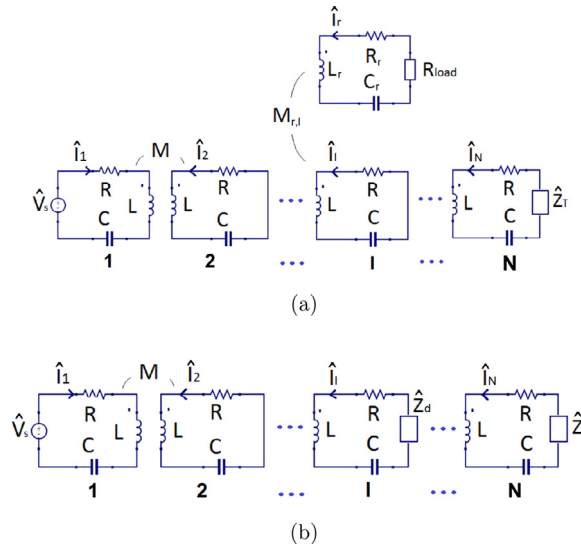 Îr
Rr
Lr
Cr
Rload
Mr,l
Î1 M Î2 Îl ÎN
R R R R
V̂s L L L L ẐT
C C C C
1 2 l N
(a)
Î1 M Î2 Îl ÎN
R R R R
V̂s L L L Ẑd L Ẑ
C C C C
1 2 l N
(b)